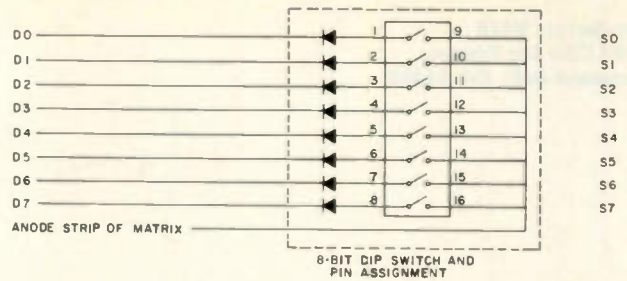 D0 1 9 S0
D1 2 10 S1
D2 3 11 S2
D3 4 12 S3
D4 5 13 S4
D5 6 14 S5
D6 7 15 S6
D7 8 16 S7
ANODE STRIP OF MATRIX
8-BIT DIP SWITCH AND
PIN ASSIGNMENT